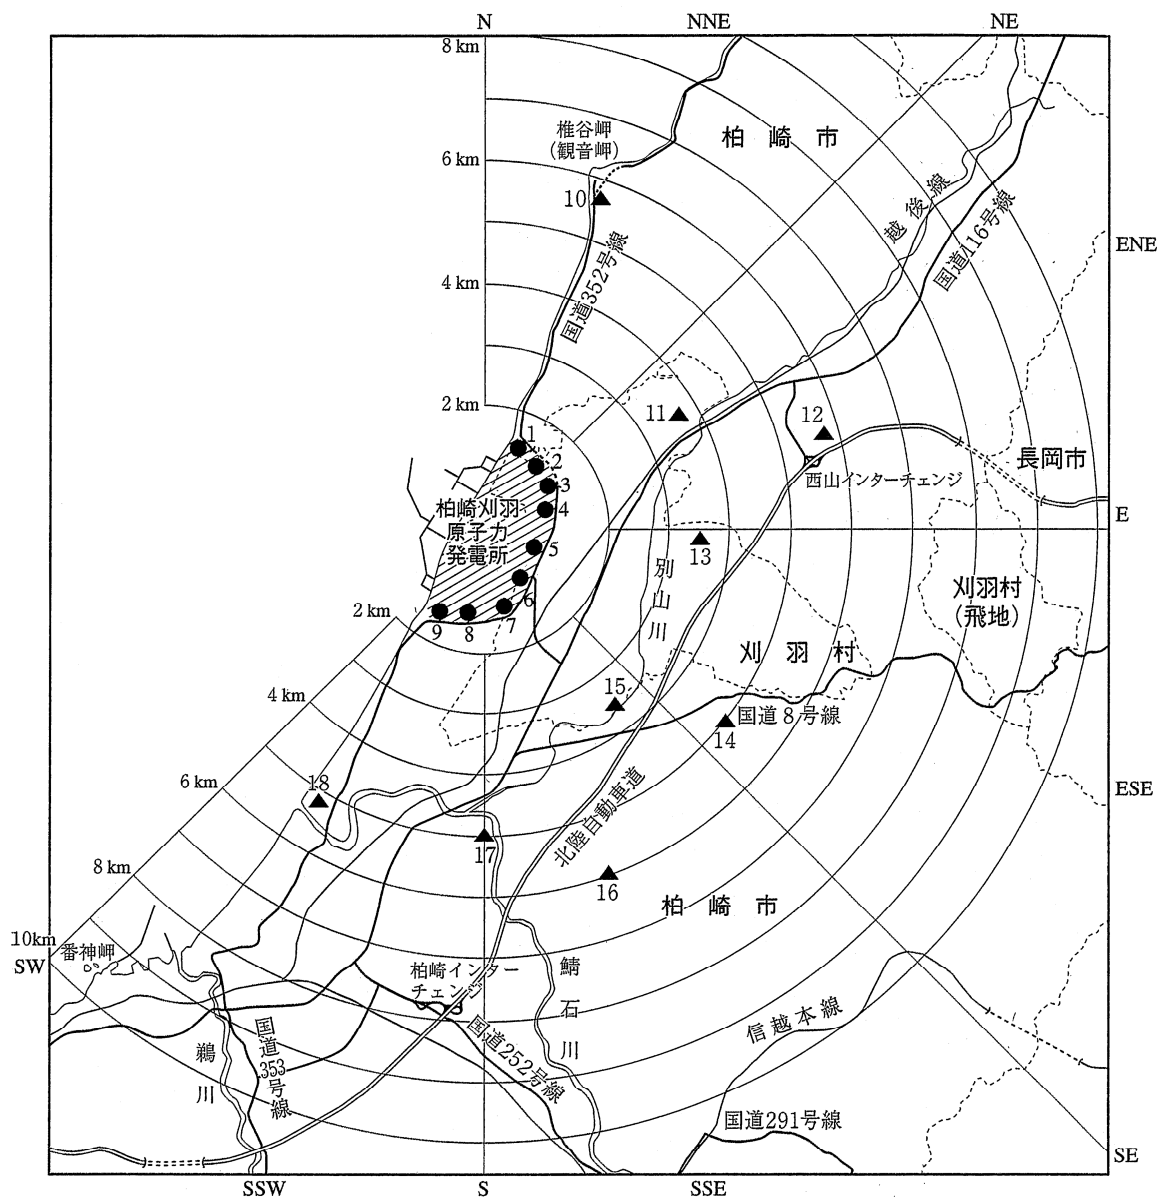 N
NNE
NE
8 km
椎谷岬
(観音岬)
柏崎市
6 km
10
越後線
国道116号線
ENE
国道352号線
4 km
2 km
11
12
1
2
3
長岡市
西山インターチェンジ
柏崎刈羽
原子力
発電所
4
E
5
13
別山川
刈羽村
(飛地)
2 km
6
7
9
8
刈羽村
4 km
15
国道8号線
14
6 km
18
ESE
北陸自動車道
17
8 km
16
柏崎市
10km
番神岬
SW
柏崎インター
チェンジ
鯖石川
信越本線
国道252号線
国道353号線
鵜川
国道291号線
SE
SSW
S
SSE